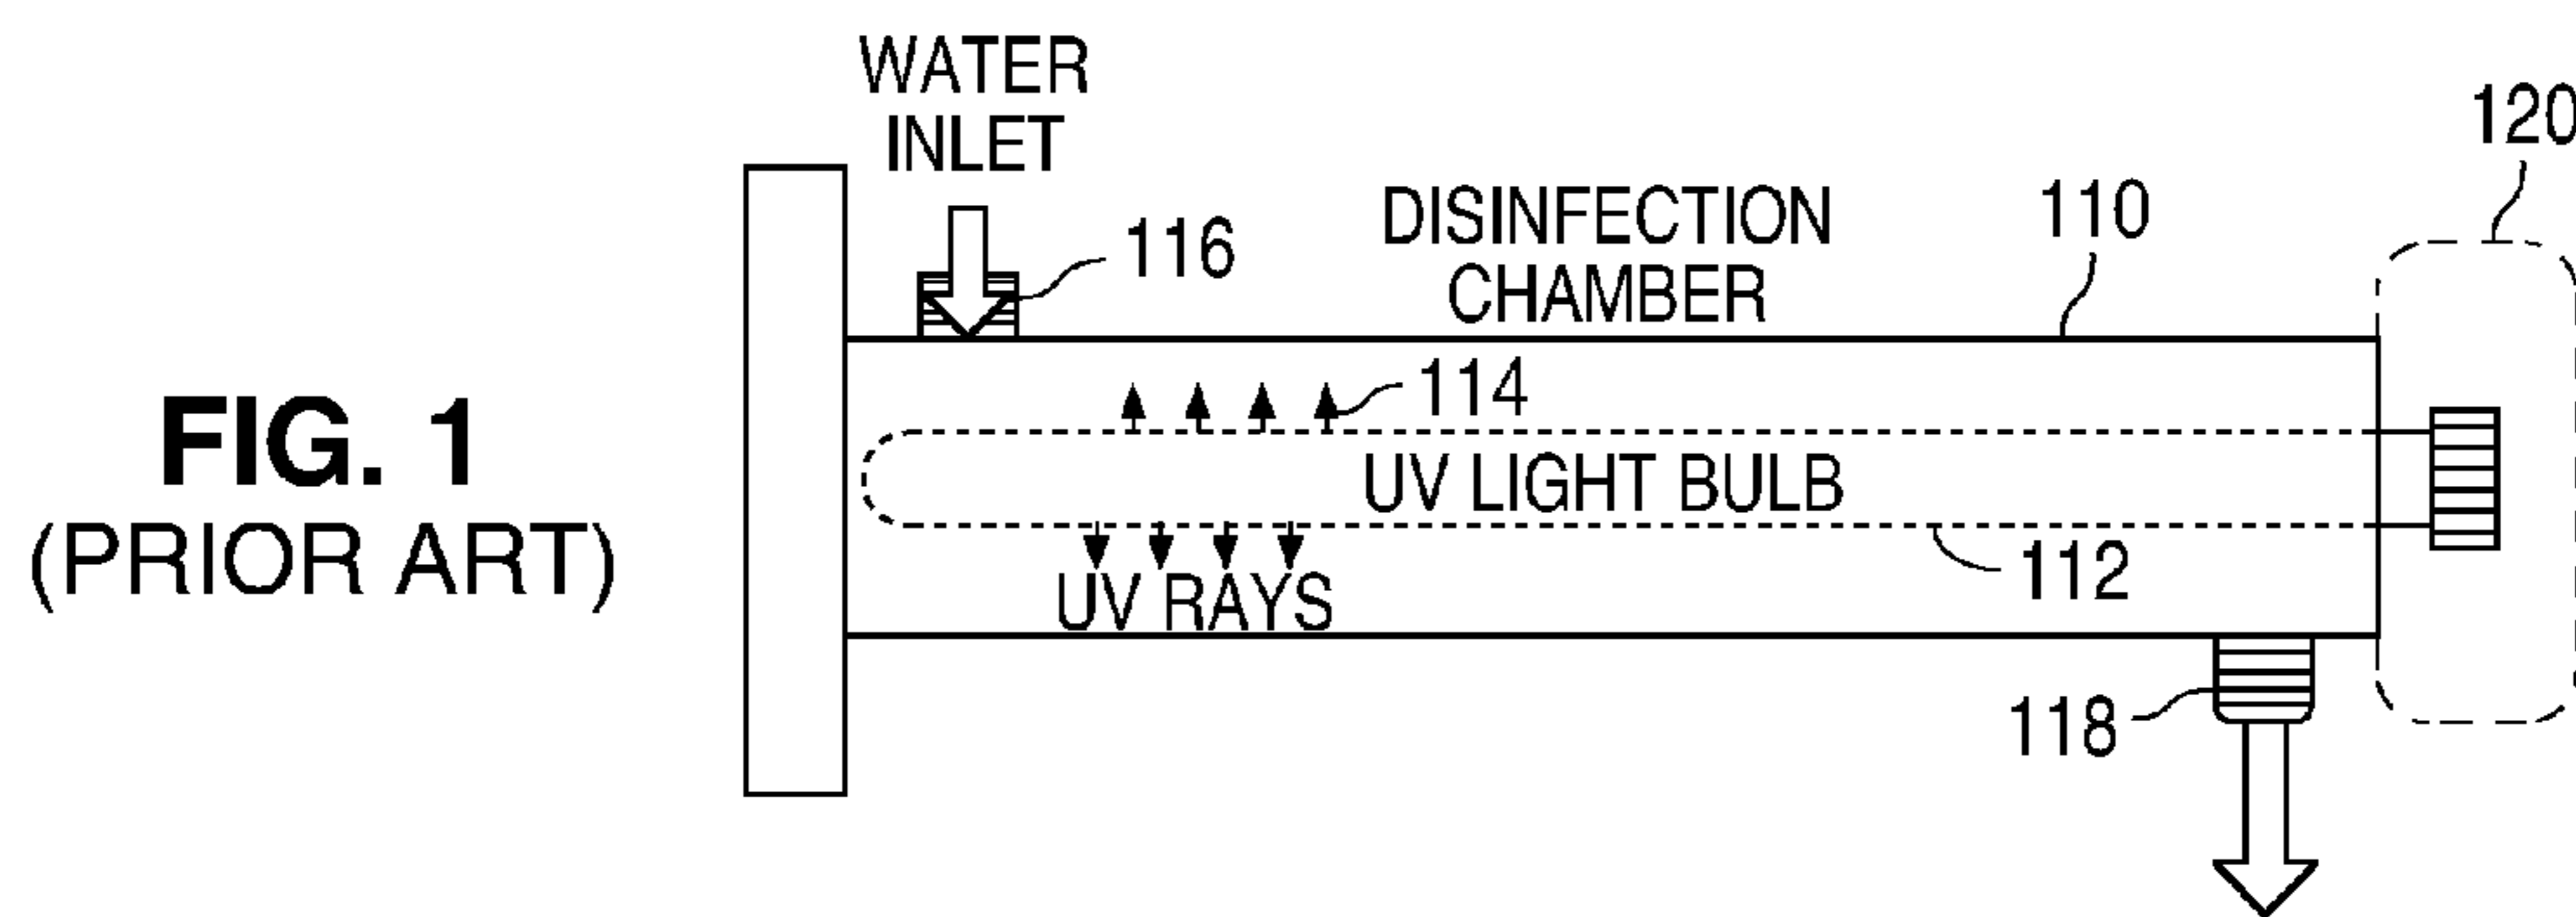 WATER
INLET
120
110
DISINFECTION
CHAMBER
116
114
FIG. 1
(PRIOR ART)
UV LIGHT BULB
112
UV RAYS
118